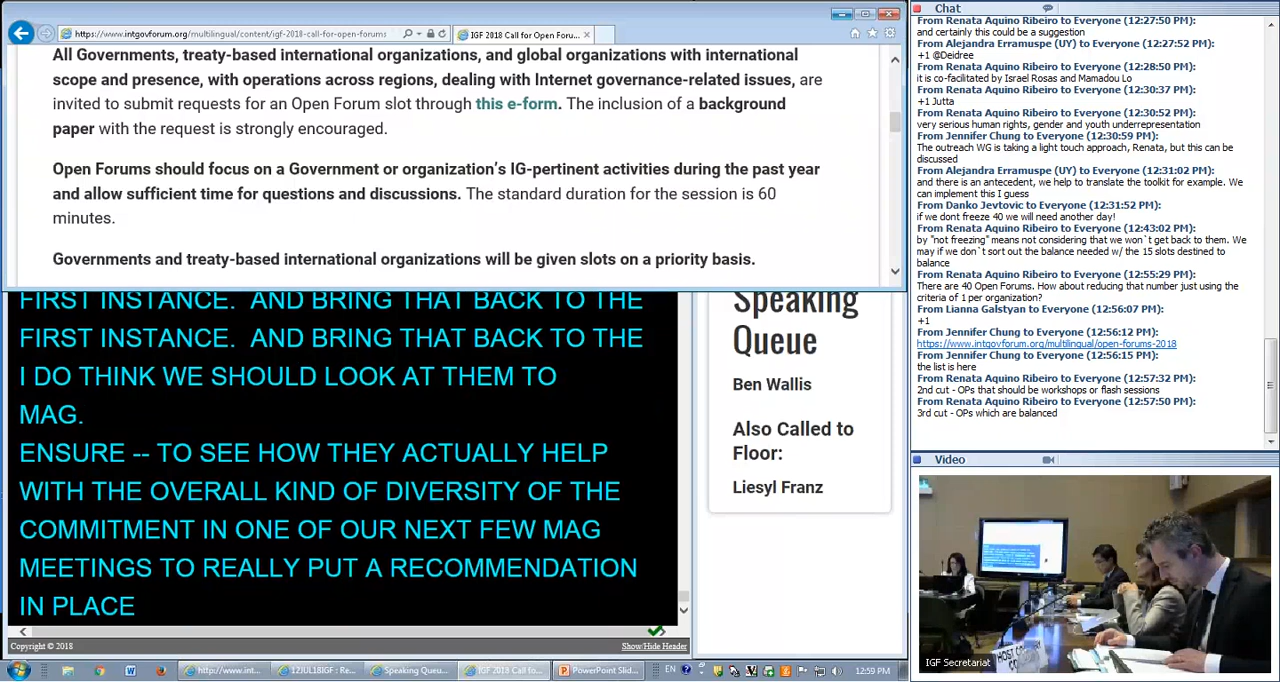 https://www.intgovforum.org/multilingual/content/igf-2018-call-for-open-forums
IGF 2018 Call for Open Foru...
All Governments, treaty-based international organizations, and global organizations with international
scope and presence, with operations across regions, dealing with Internet governance-related issues, are
invited to submit requests for an Open Forum slot through this e-form. The inclusion of a background
paper with the request is strongly encouraged.
Open Forums should focus on a Government or organization's IG-pertinent activities during the past year
and allow sufficient time for questions and discussions. The standard duration for the session is 60
minutes.
Governments and treaty-based international organizations will be given slots on a priority basis.
FIRST INSTANCE. AND BRING THAT BACK TO THE
FIRST INSTANCE. AND BRING THAT BACK TO THE
I DO THINK WE SHOULD LOOK AT THEM TO
MAG.
ENSURE -- TO SEE HOW THEY ACTUALLY HELP
WITH THE OVERALL KIND OF DIVERSITY OF THE
COMMITMENT IN ONE OF OUR NEXT FEW MAG
MEETINGS TO REALLY PUT A RECOMMENDATION
IN PLACE
Copyright © 2018
Show/Hide Header
Speaking
Queue
Ben Wallis
Also Called to
Floor:
Liesyl Franz
Chat
From Renata Aquino Ribeiro to Everyone (12:27:50 PM):
and certainly this could be a suggestion
From Alejandra Erramuspe (UY) to Everyone (12:27:52 PM):
+1 @Deidree
From Renata Aquino Ribeiro to Everyone (12:28:50 PM):
it is co-facilitated by Israel Rosas and Mamadou Lo
From Renata Aquino Ribeiro to Everyone (12:30:37 PM):
+1 Jutta
From Renata Aquino Ribeiro to Everyone (12:30:52 PM):
very serious human rights, gender and youth underrepresentation
From Jennifer Chung to Everyone (12:30:59 PM):
The outreach WG is taking a light touch approach, Renata, but this can be
discussed
From Alejandra Erramuspe (UY) to Everyone (12:31:02 PM):
and there is an antecedent, we help to translate the toolkit for example. We
can implement this I guess
From Danko Jevtovic to Everyone (12:31:52 PM):
if we dont freeze 40 we will need another day!
From Renata Aquino Ribeiro to Everyone (12:43:02 PM):
by "not freezing" means not considering that we won`t get back to them. We
may if we don`t sort out the balance needed w/ the 15 slots destined to
balance
From Renata Aquino Ribeiro to Everyone (12:55:29 PM):
There are 40 Open Forums. How about reducing that number just using the
criteria of 1 per organization?
From Lianna Galstyan to Everyone (12:56:07 PM):
+1
From Jennifer Chung to Everyone (12:56:12 PM):
https://www.intgovforum.org/multilingual/open-forums-2018
From Jennifer Chung to Everyone (12:56:15 PM):
the list is here
From Renata Aquino Ribeiro to Everyone (12:57:32 PM):
2nd cut - OPs that should be workshops or flash sessions
From Renata Aquino Ribeiro to Everyone (12:57:50 PM):
3rd cut - OPs which are balanced
Video
HOST COUNTRY
IGF Secretariat
http://www.int...
12JUL18IGF : Re...
Speaking Queu...
IGF 2018 Call fo...
PowerPoint Slid...
EN
12:59 PM